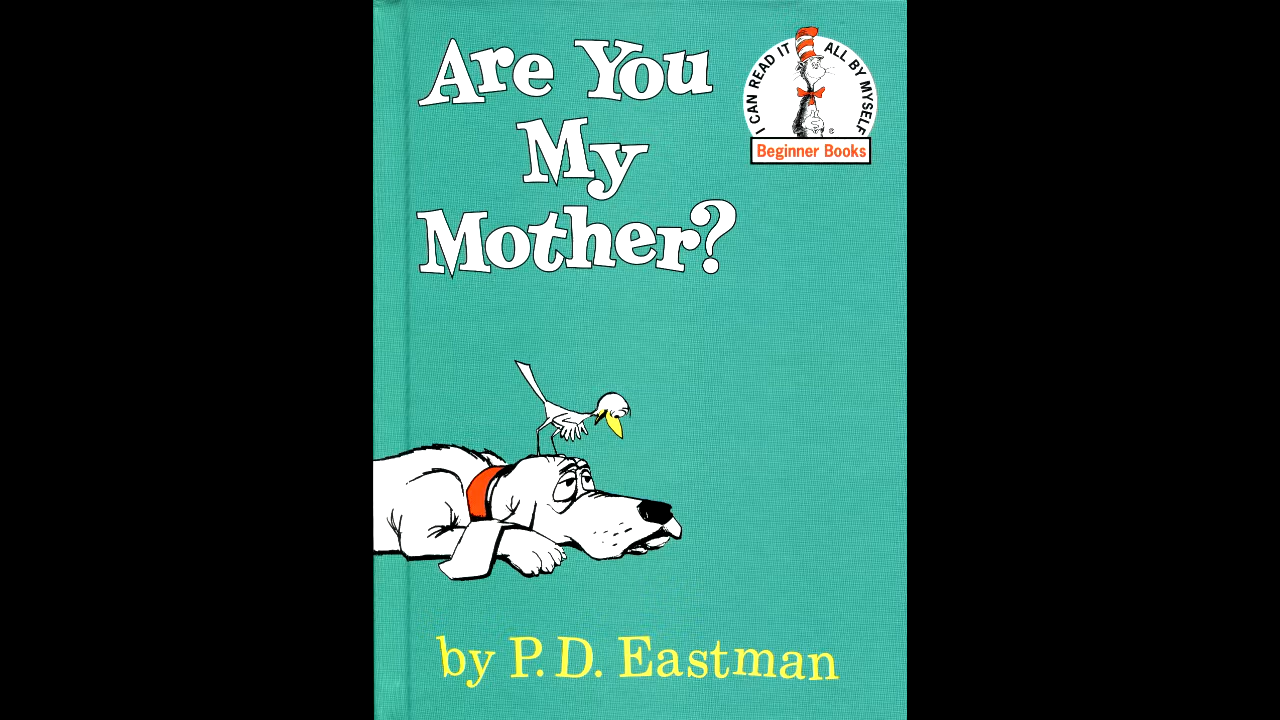 Are You
My
Mother?
I CAN READ IT ALL BY MYSELF
Beginner Books
by P.D. Eastman